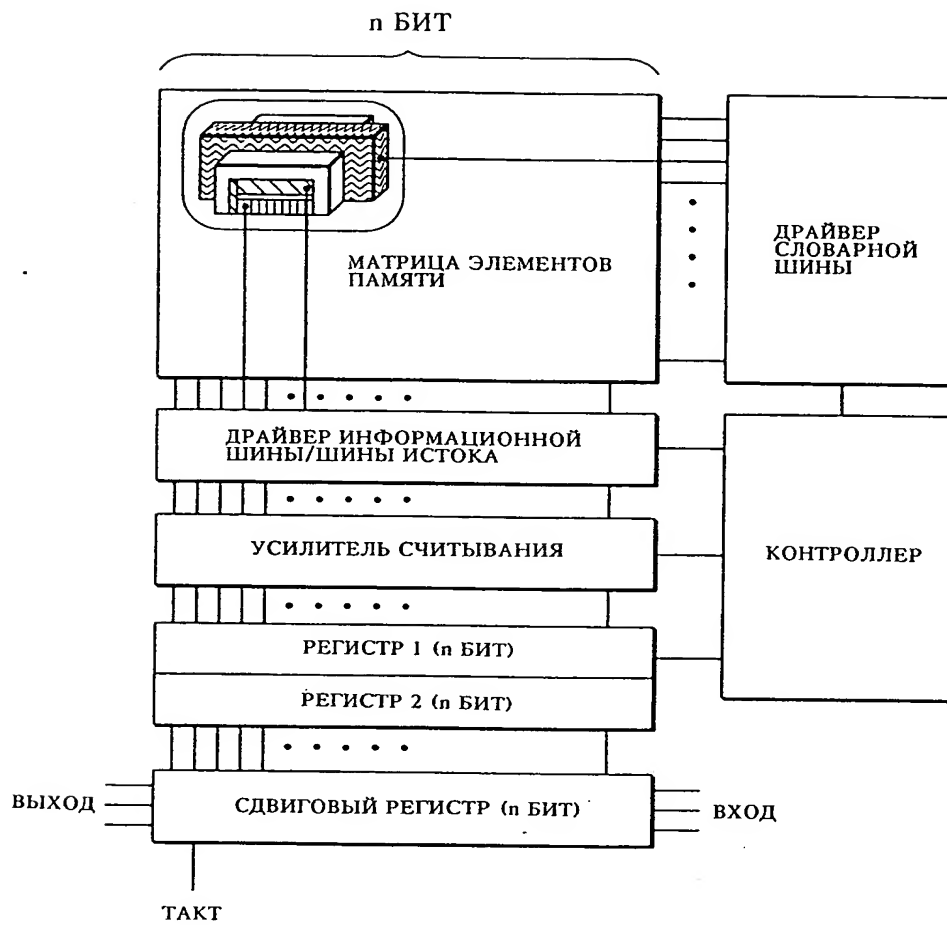 n БИТ
МАТРИЦА ЭЛЕМЕНТОВ
ПАМЯТИ
ДРАЙВЕР
СЛОВАРНОЙ
ШИНЫ
ДРАЙВЕР ИНФОРМАЦИОННОЙ
ШИНЫ/ШИНЫ ИСТОКА
УСИЛИТЕЛЬ СЧИТЫВАНИЯ
КОНТРОЛЛЕР
РЕГИСТР 1 (n БИТ)
РЕГИСТР 2 (n БИТ)
ВЫХОД
СДВИГОВЫЙ РЕГИСТР (n БИТ)
ВХОД
ТАКТ